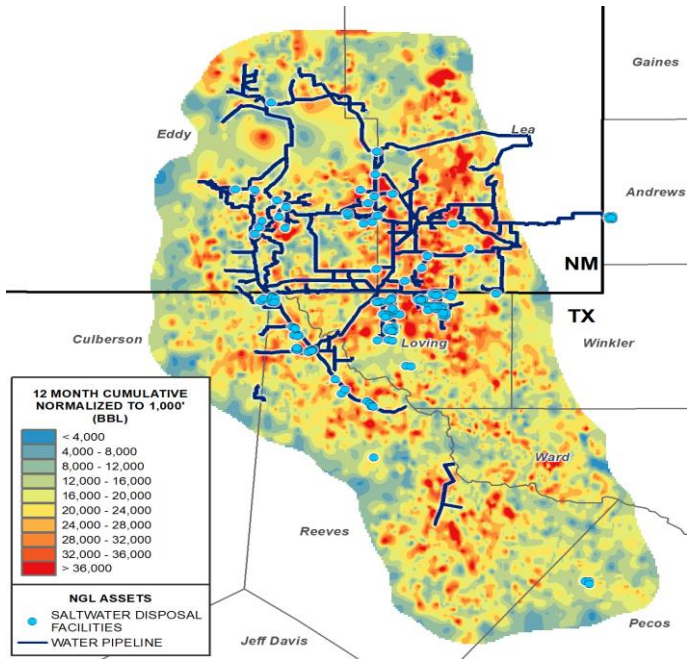 Gaines
Eddy
Lea
Andrews
NM
TX
Culberson
Loving
Winkler
12 MONTH CUMULATIVE
NORMALIZED TO 1,000'
(BBL)
< 4,000
4,000 - 8,000
8,000 - 12,000
12,000 - 16,000
16,000 - 20,000
20,000 - 24,000
24,000 - 28,000
28,000 - 32,000
32,000 - 36,000
> 36,000
NGL ASSETS
SALTWATER DISPOSAL
FACILITIES
WATER PIPELINE
Ward
Reeves
Pecos
Jeff Davis